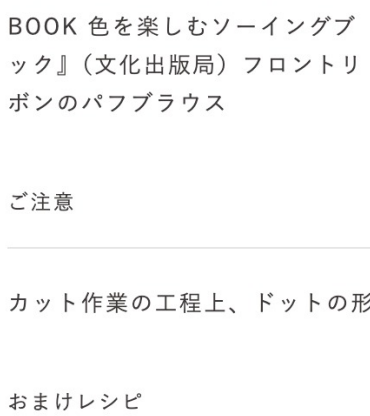 BOOK 色を楽しむソーイングブ
ック』（文化出版局）フロントリ
ボンのパフブラウス
ご注意
カット作業の工程上、ドットの形
おまけレシピ